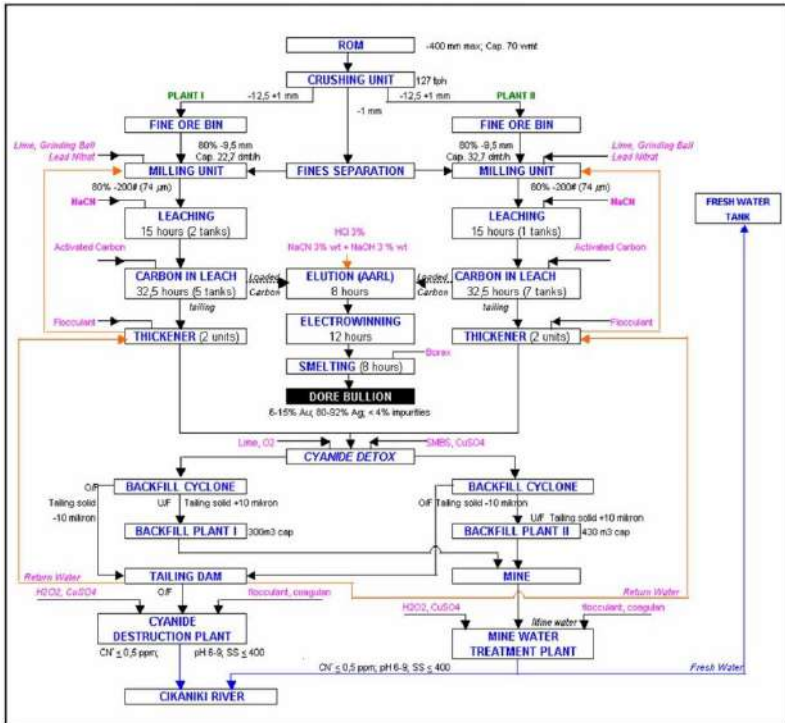 ROM
-400 mm max; Cap. 70 wmt
CRUSHING UNIT
127 tph
PLANT I
-12,5 +1 mm
-12,5+1 mm
PLANT II
-1 mm
FINE ORE BIN
FINE ORE BIN
Lime, Grinding Ball
Lead Nitrat
80% -9,5 mm
Cap. 22,7 dmt/h
80% -9,5 mm
Cap. 32,7 dmt/h
Lime, Grinding Ball
Lead Nitrat
MILLING UNIT
FINES SEPARATION
MILLING UNIT
80% -200# (74 µm)
80% -200# (74 µm)
NaCN
NaCN
FRESH WATER
TANK
LEACHING
15 hours (2 tanks)
LEACHING
15 hours (1 tanks)
HCl 3%
NaCN 3% wt + NaOH 3 % wt
Activated Carbon
Activated Carbon
CARBON IN LEACH
32,5 hours (5 tanks)
Loaded
Carbon
ELUTION (AARL)
8 hours
Loaded
Carbon
CARBON IN LEACH
32,5 hours (7 tanks)
tailing
tailing
Flocculant
ELECTROWINNING
12 hours
Flocculant
THICKENER (2 units)
THICKENER (2 units)
Borax
SMELTING (8 hours)
DORE BULLION
6-15% Au; 80-92% Ag; < 4% impurities
Lime, O2
SMBS, CuSO4
CYANIDE DETOX
BACKFILL CYCLONE
BACKFILL CYCLONE
O/F
Tailing solid
-10 mikron
U/F Tailing solid +10 mikron
O/F Tailing solid -10 mikron
U/F Tailing solid +10 mikron
BACKFILL PLANT I
300m3 cap
BACKFILL PLANT II
430 m3 cap
Return Water
TAILING DAM
MINE
Return Water
H2O2, CuSO4
O/F
flocculant, coagulan
H2O2, CuSO4
Mine water
flocculant, coagulan
CYANIDE
DESTRUCTION PLANT
MINE WATER
TREATMENT PLANT
CN- ≤ 0,5 ppm; pH 6-9; SS ≤ 400
CN- ≤ 0,5 ppm; pH 6-9; SS ≤ 400
Fresh Water
CIKANIKI RIVER